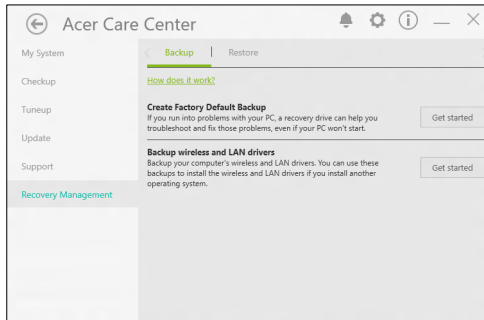 Acer Care Center
My System
Checkup
Tuneup
Update
Support
Recovery Management
Backup
Restore
How does it work?
Create Factory Default Backup
If you run into problems with your PC, a recovery drive can help you
troubleshoot and fix those problems, even if your PC won't start.
Get started
Backup wireless and LAN drivers
Backup your computer's wireless and LAN drivers. You can use these
backups to install the wireless and LAN drivers if you install another
operating system.
Get started